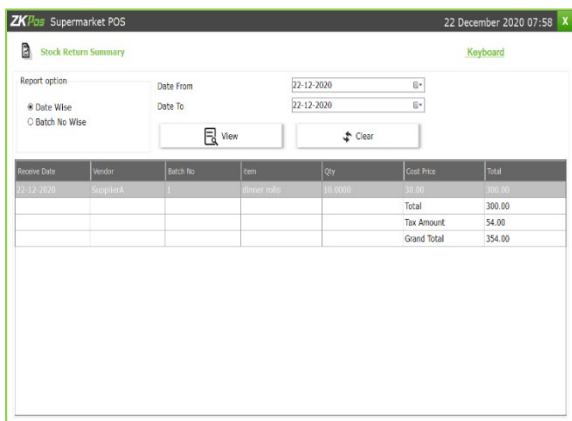 ZKPos Supermarket POS 22 December 2020 07:58 X
Stock Return Summary Keyboard
Report option
Date Wise
Batch No Wise
Date From 22-12-2020
Date To 22-12-2020
View Clear
Receive Date Vendor Batch No Item Qty Cost Price Total
22-12-2020 SupplierA 1 dinner rolls 10.0000 30.00 300.00
Total 300.00
Tax Amount 54.00
Grand Total 354.00